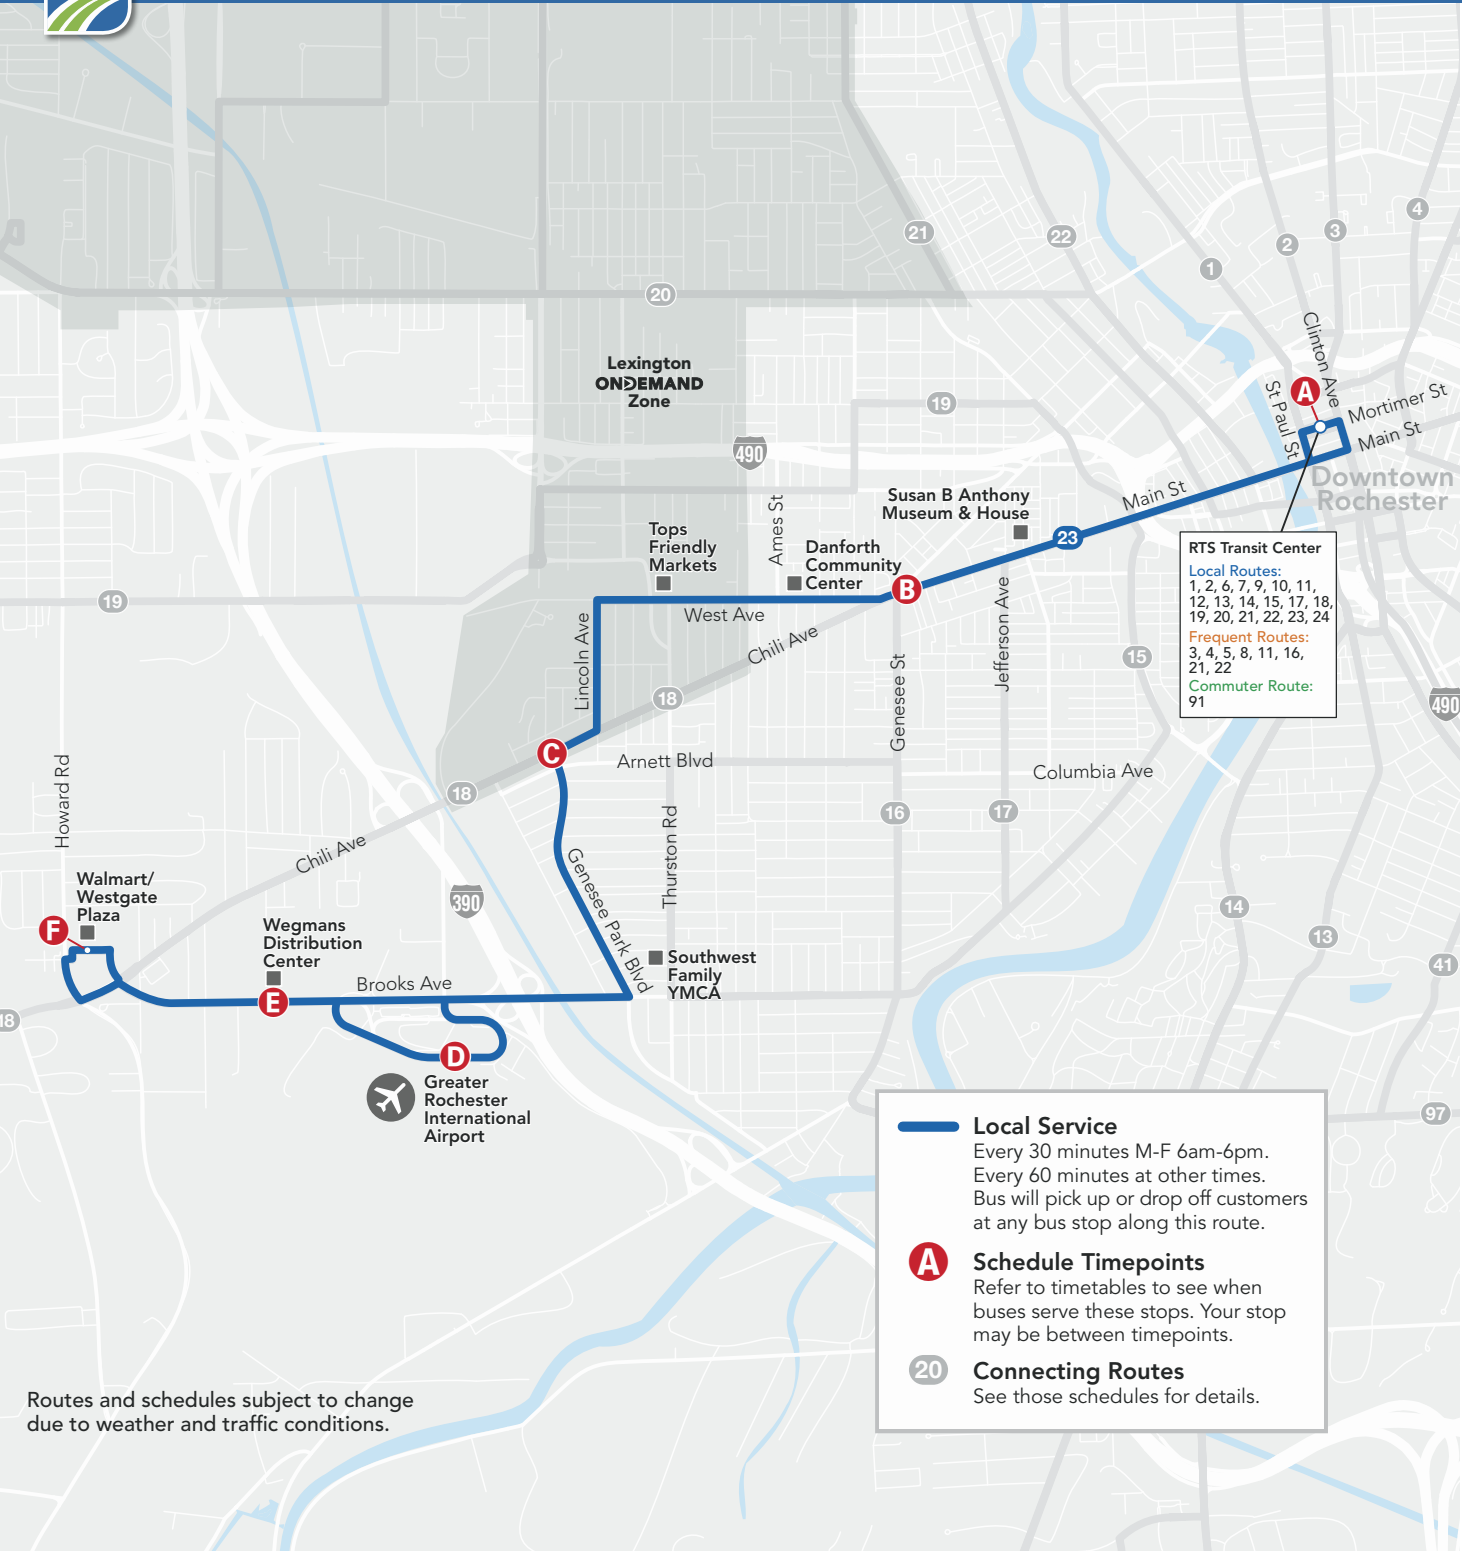 21
22
1
2
3
4
20
Lexington
ONDEMAND
Zone
19
490
Clinton Ave
A
St Paul St
Mortimer St
Main St
Downtown
Rochester
Main St
Susan B Anthony
Museum & House
23
Tops
Friendly
Markets
Ames St
Danforth
Community
Center
B
RTS Transit Center
Local Routes:
1, 2, 6, 7, 9, 10, 11,
12, 13, 14, 15, 17, 18,
19, 20, 21, 22, 23, 24
Frequent Routes:
3, 4, 5, 8, 11, 16,
21, 22
Commuter Route:
91
19
West Ave
Chili Ave
Lincoln Ave
Genesee St
Jefferson Ave
15
18
490
C
Arnett Blvd
Columbia Ave
18
16
17
Howard Rd
Chili Ave
Thurston Rd
Genesee Park Blvd
390
14
13
41
Walmart/
Westgate
Plaza
F
Wegmans
Distribution
Center
E
Brooks Ave
Southwest
Family
YMCA
18
D
Greater
Rochester
International
Airport
97
Local Service
Every 30 minutes M-F 6am-6pm.
Every 60 minutes at other times.
Bus will pick up or drop off customers
at any bus stop along this route.
A
Schedule Timepoints
Refer to timetables to see when
buses serve these stops. Your stop
may be between timepoints.
20
Connecting Routes
See those schedules for details.
Routes and schedules subject to change
due to weather and traffic conditions.